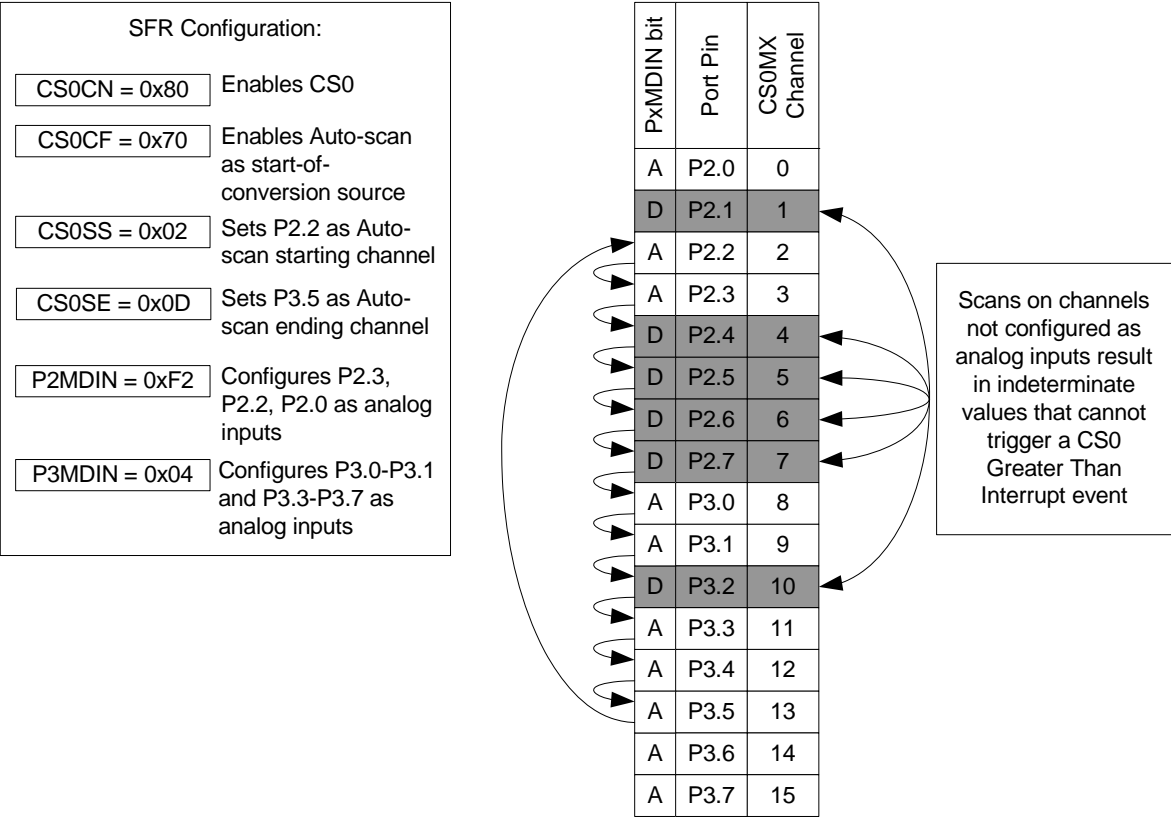 SFR Configuration:
CS0CN = 0x80
Enables CS0
CS0CF = 0x70
Enables Auto-scan
as start-of-
conversion source
CS0SS = 0x02
Sets P2.2 as Auto-
scan starting channel
CS0SE = 0x0D
Sets P3.5 as Auto-
scan ending channel
P2MDIN = 0xF2
Configures P2.3,
P2.2, P2.0 as analog
inputs
P3MDIN = 0x04
Configures P3.0-P3.1
and P3.3-P3.7 as
analog inputs
PxMDIN bit
Port Pin
CS0MX
Channel
A P2.0 0
D P2.1 1
A P2.2 2
A P2.3 3
D P2.4 4
D P2.5 5
D P2.6 6
D P2.7 7
A P3.0 8
A P3.1 9
D P3.2 10
A P3.3 11
A P3.4 12
A P3.5 13
A P3.6 14
A P3.7 15
Scans on channels
not configured as
analog inputs result
in indeterminate
values that cannot
trigger a CS0
Greater Than
Interrupt event